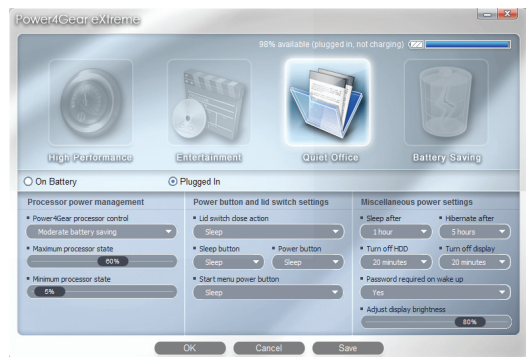 Power4Gear eXtreme
98% available (plugged in, not charging)
High Performance
Entertainment
Quiet Office
Battery Saving
On Battery
Plugged In
Processor power management
Power4Gear processor control
Moderate battery saving
Maximum processor state
60%
Minimum processor state
5%
Power button and lid switch settings
Lid switch close action
Sleep
Sleep button Power button
Sleep Sleep
Start menu power button
Sleep
Miscellaneous power settings
Sleep after Hibernate after
1 hour 5 hours
Turn off HDD Turn off display
20 minutes 20 minutes
Password required on wake up
Yes
Adjust display brightness
80%
OK Cancel Save